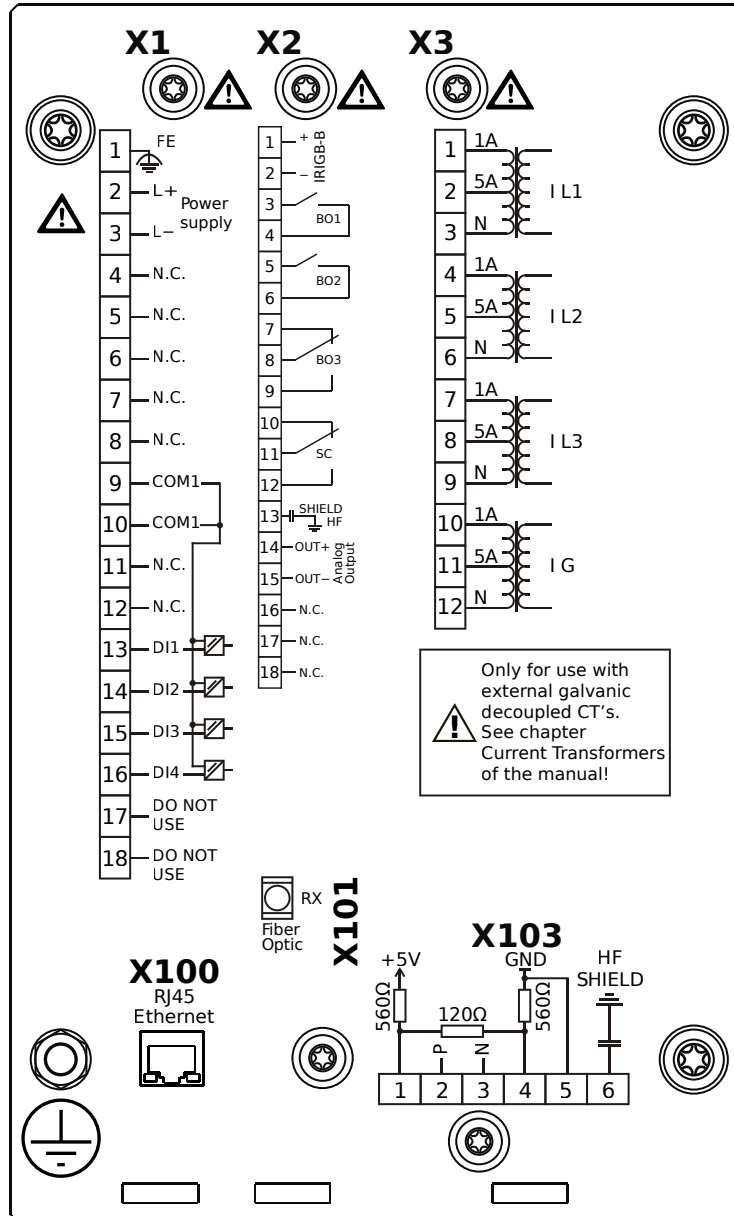 X1
X2
X3
1 FE
2 L+
3 L−
Power
supply
4 N.C.
5 N.C.
6 N.C.
7 N.C.
8 N.C.
9 COM1
10 COM1
11 N.C.
12 N.C.
13 DI1
14 DI2
15 DI3
16 DI4
17 DO NOT
USE
18 DO NOT
USE
1 +
2 −
IRIGB-B
3
4
BO1
5
6
BO2
7
8 BO3
9
10
11 SC
12
13 SHIELD
HF
14 OUT+
15 OUT−
Analog
Output
16 N.C.
17 N.C.
18 N.C.
1 1A
2 5A I L1
3 N
4 1A
5 5A I L2
6 N
7 1A
8 5A I L3
9 N
10 1A
11 5A I G
12 N
!
!
!
!
!
Only for use with
external galvanic
decoupled CT's.
See chapter
Current Transformers
of the manual!
RX
Fiber
Optic
X101
X100
RJ45
Ethernet
X103
+5V
GND
HF
SHIELD
560Ω
120Ω
560Ω
P
N
1 2 3 4 5 6